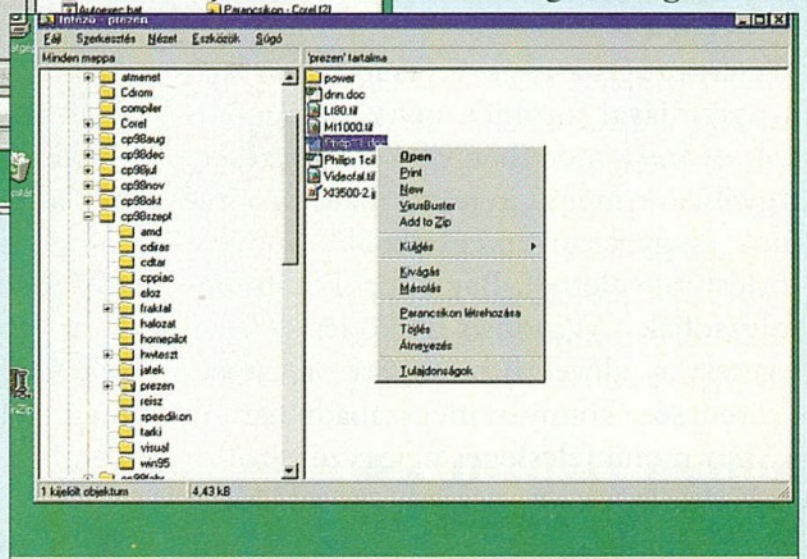 Autoexec.bat
Parancsikon - Corel (2)
Intéző - prezen
Fájl Szerkesztés Nézet Eszközök Súgó
Minden mappa
'prezen' tartalma
atmenet
Cdrom
compiler
Corel
cp98aug
cp98dec
cp98jul
cp98nov
cp98okt
cp98szept
amd
cdiras
cdtar
cppiac
eloz
fraktal
halozat
homepilot
hwteszt
jatek
prezen
reisz
speedikon
tarki
visual
win95
power
dnn.doc
Lt80.tif
Mt1000.tif
Philips 1cil
Videofal.tif
Open
Print
New
VirusBuster
Add to Zip
Küldés
Kivágás
Másolás
Parancsikon létrehozása
Törlés
Átnevezés
Tulajdonságok
1 kijelölt objektum
4,43 kB